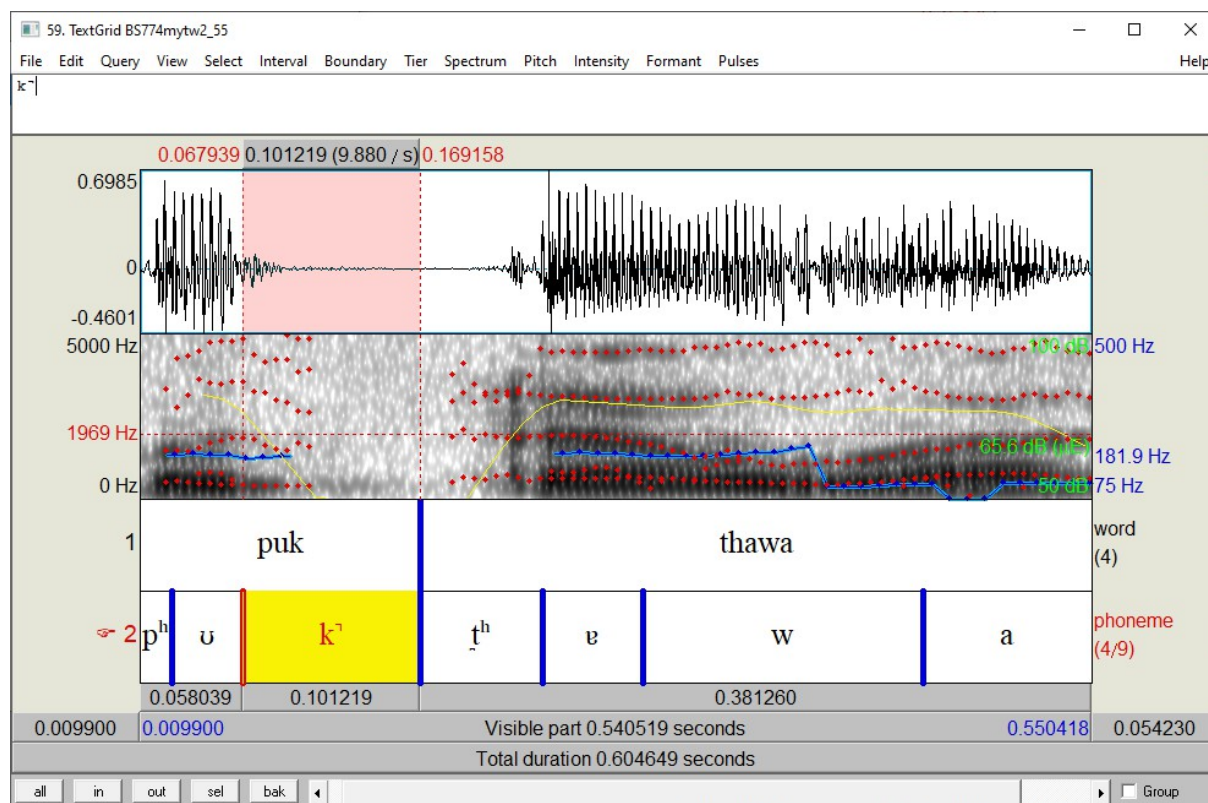 59. TextGrid BS774mytw2_55
File Edit Query View Select Interval Boundary Tier Spectrum Pitch Intensity Formant Pulses Help
k̚
0.067939 0.101219 (9.880 / s) 0.169158
0.6985
0
-0.4601
5000 Hz 100 dB 500 Hz
1969 Hz
65.6 dB (µE) 181.9 Hz
0 Hz 50 dB 75 Hz
1 puk thawa word (4)
☞ 2 pʰ ʊ k̚ t̪ʰ ɐ w a phoneme (4/9)
0.058039 0.101219 0.381260
0.009900 0.009900 Visible part 0.540519 seconds 0.550418 0.054230
Total duration 0.604649 seconds
all in out sel bak Group